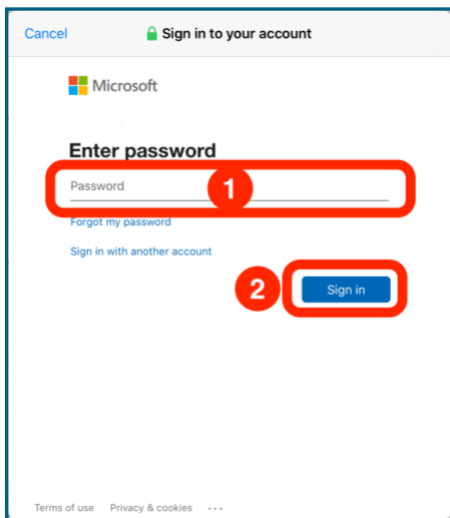 Cancel Sign in to your account
Microsoft
Enter password
Password 1
Forgot my password
Sign in with another account
2 Sign in
Terms of use Privacy & cookies ...